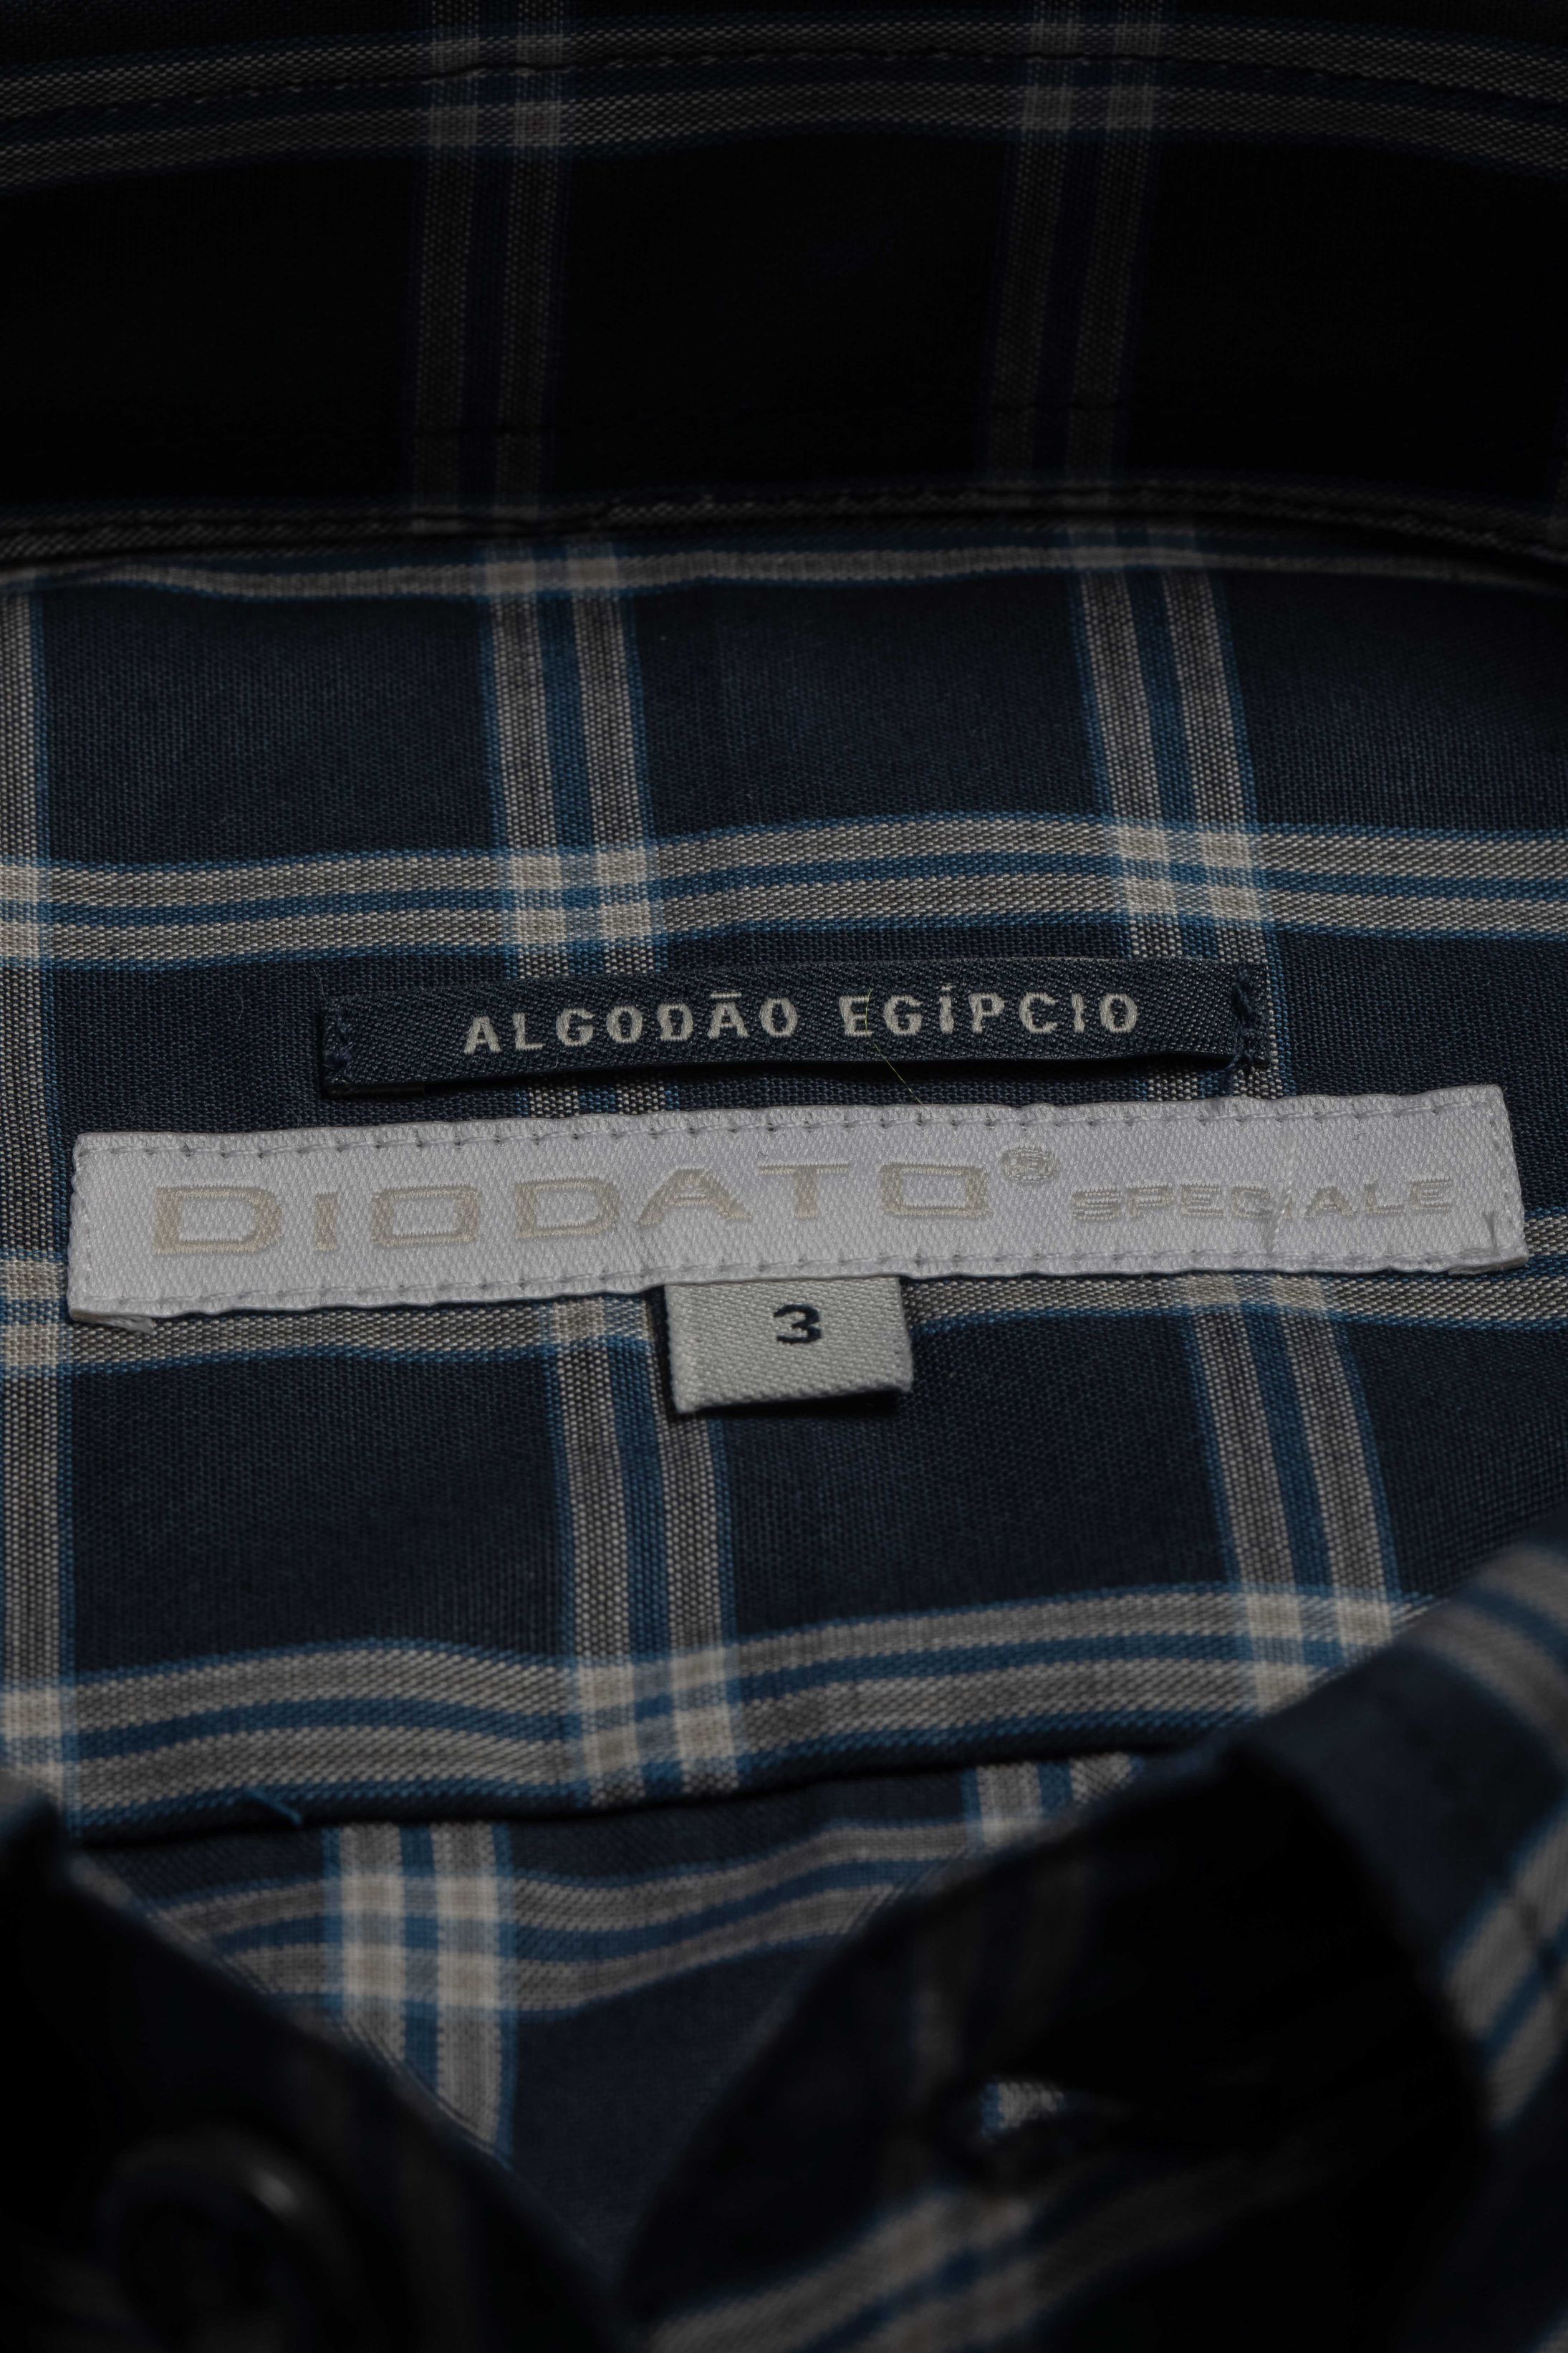 ALGODÃO EGÍPCIO
DIODATO® SPECIALE
3